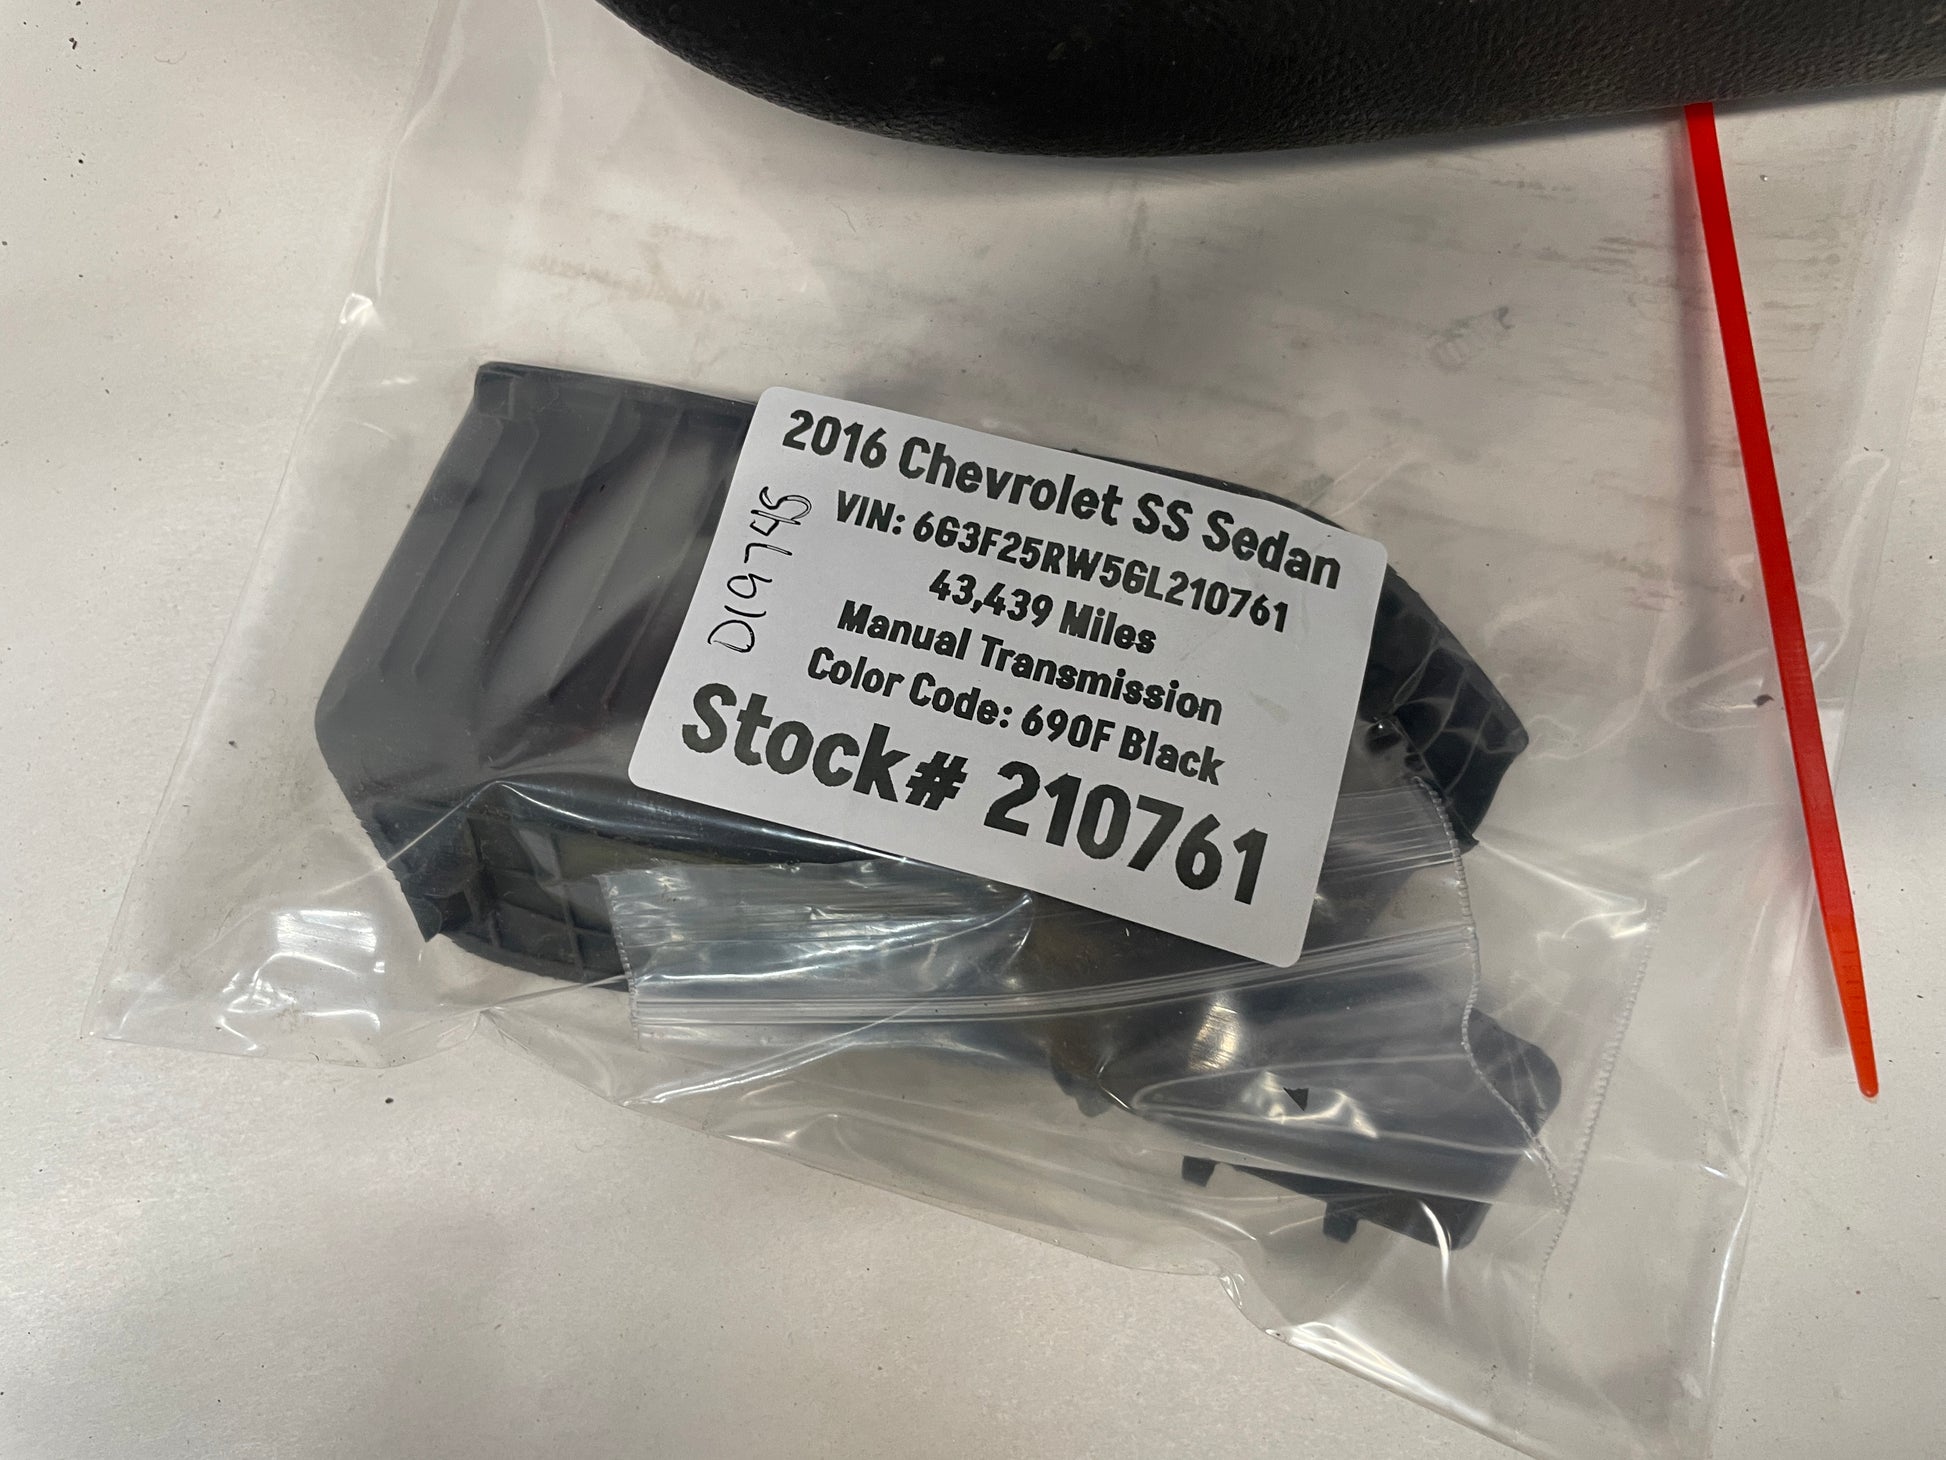 2016 Chevrolet SS Sedan
VIN: 6G3F25RW5GL210761
43,439 Miles
Manual Transmission
Color Code: 690F Black
Stock# 210761
D19745